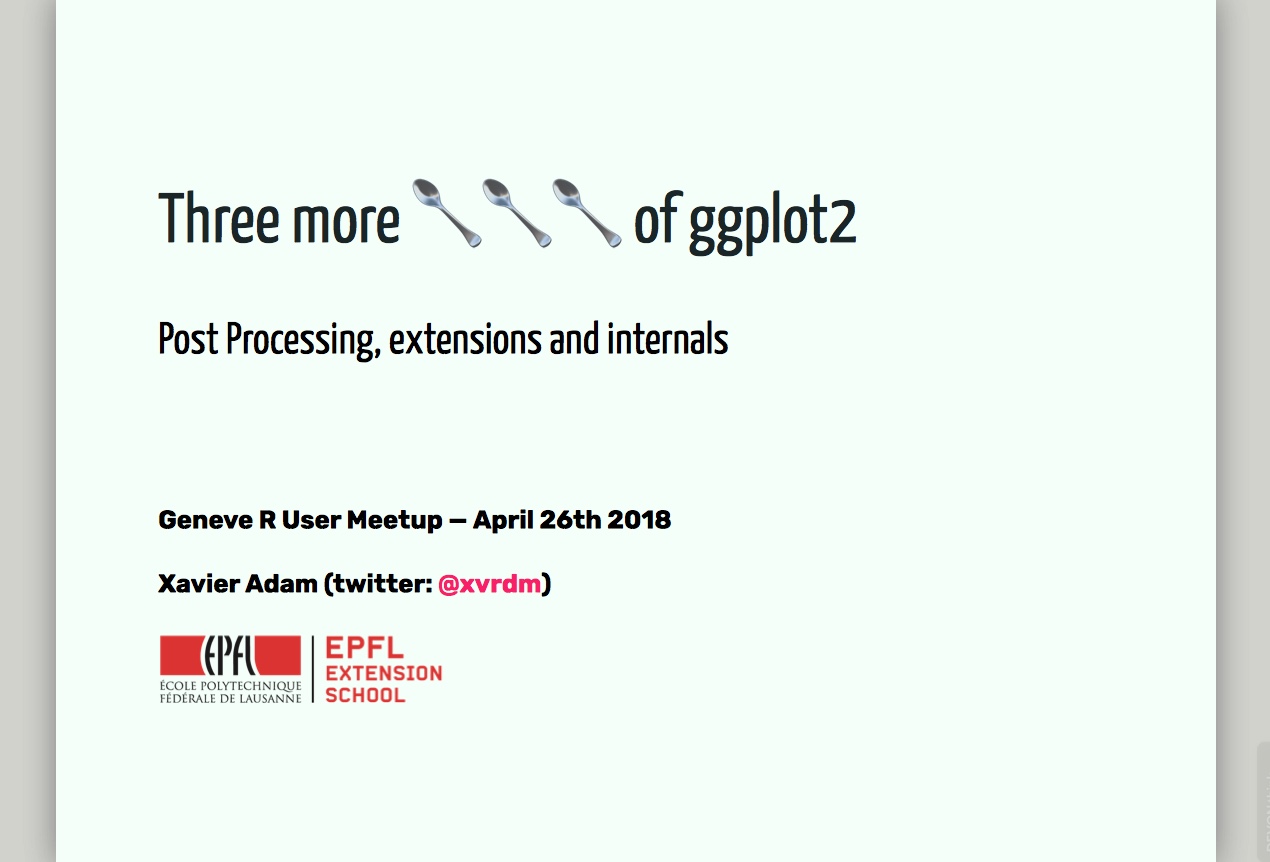 Three more 🥄🥄🥄 of ggplot2
Post Processing, extensions and internals
Geneve R User Meetup – April 26th 2018
Xavier Adam (twitter: @xvrdm)
EPFL
ÉCOLE POLYTECHNIQUE
FÉDÉRALE DE LAUSANNE
EPFL
EXTENSION
SCHOOL